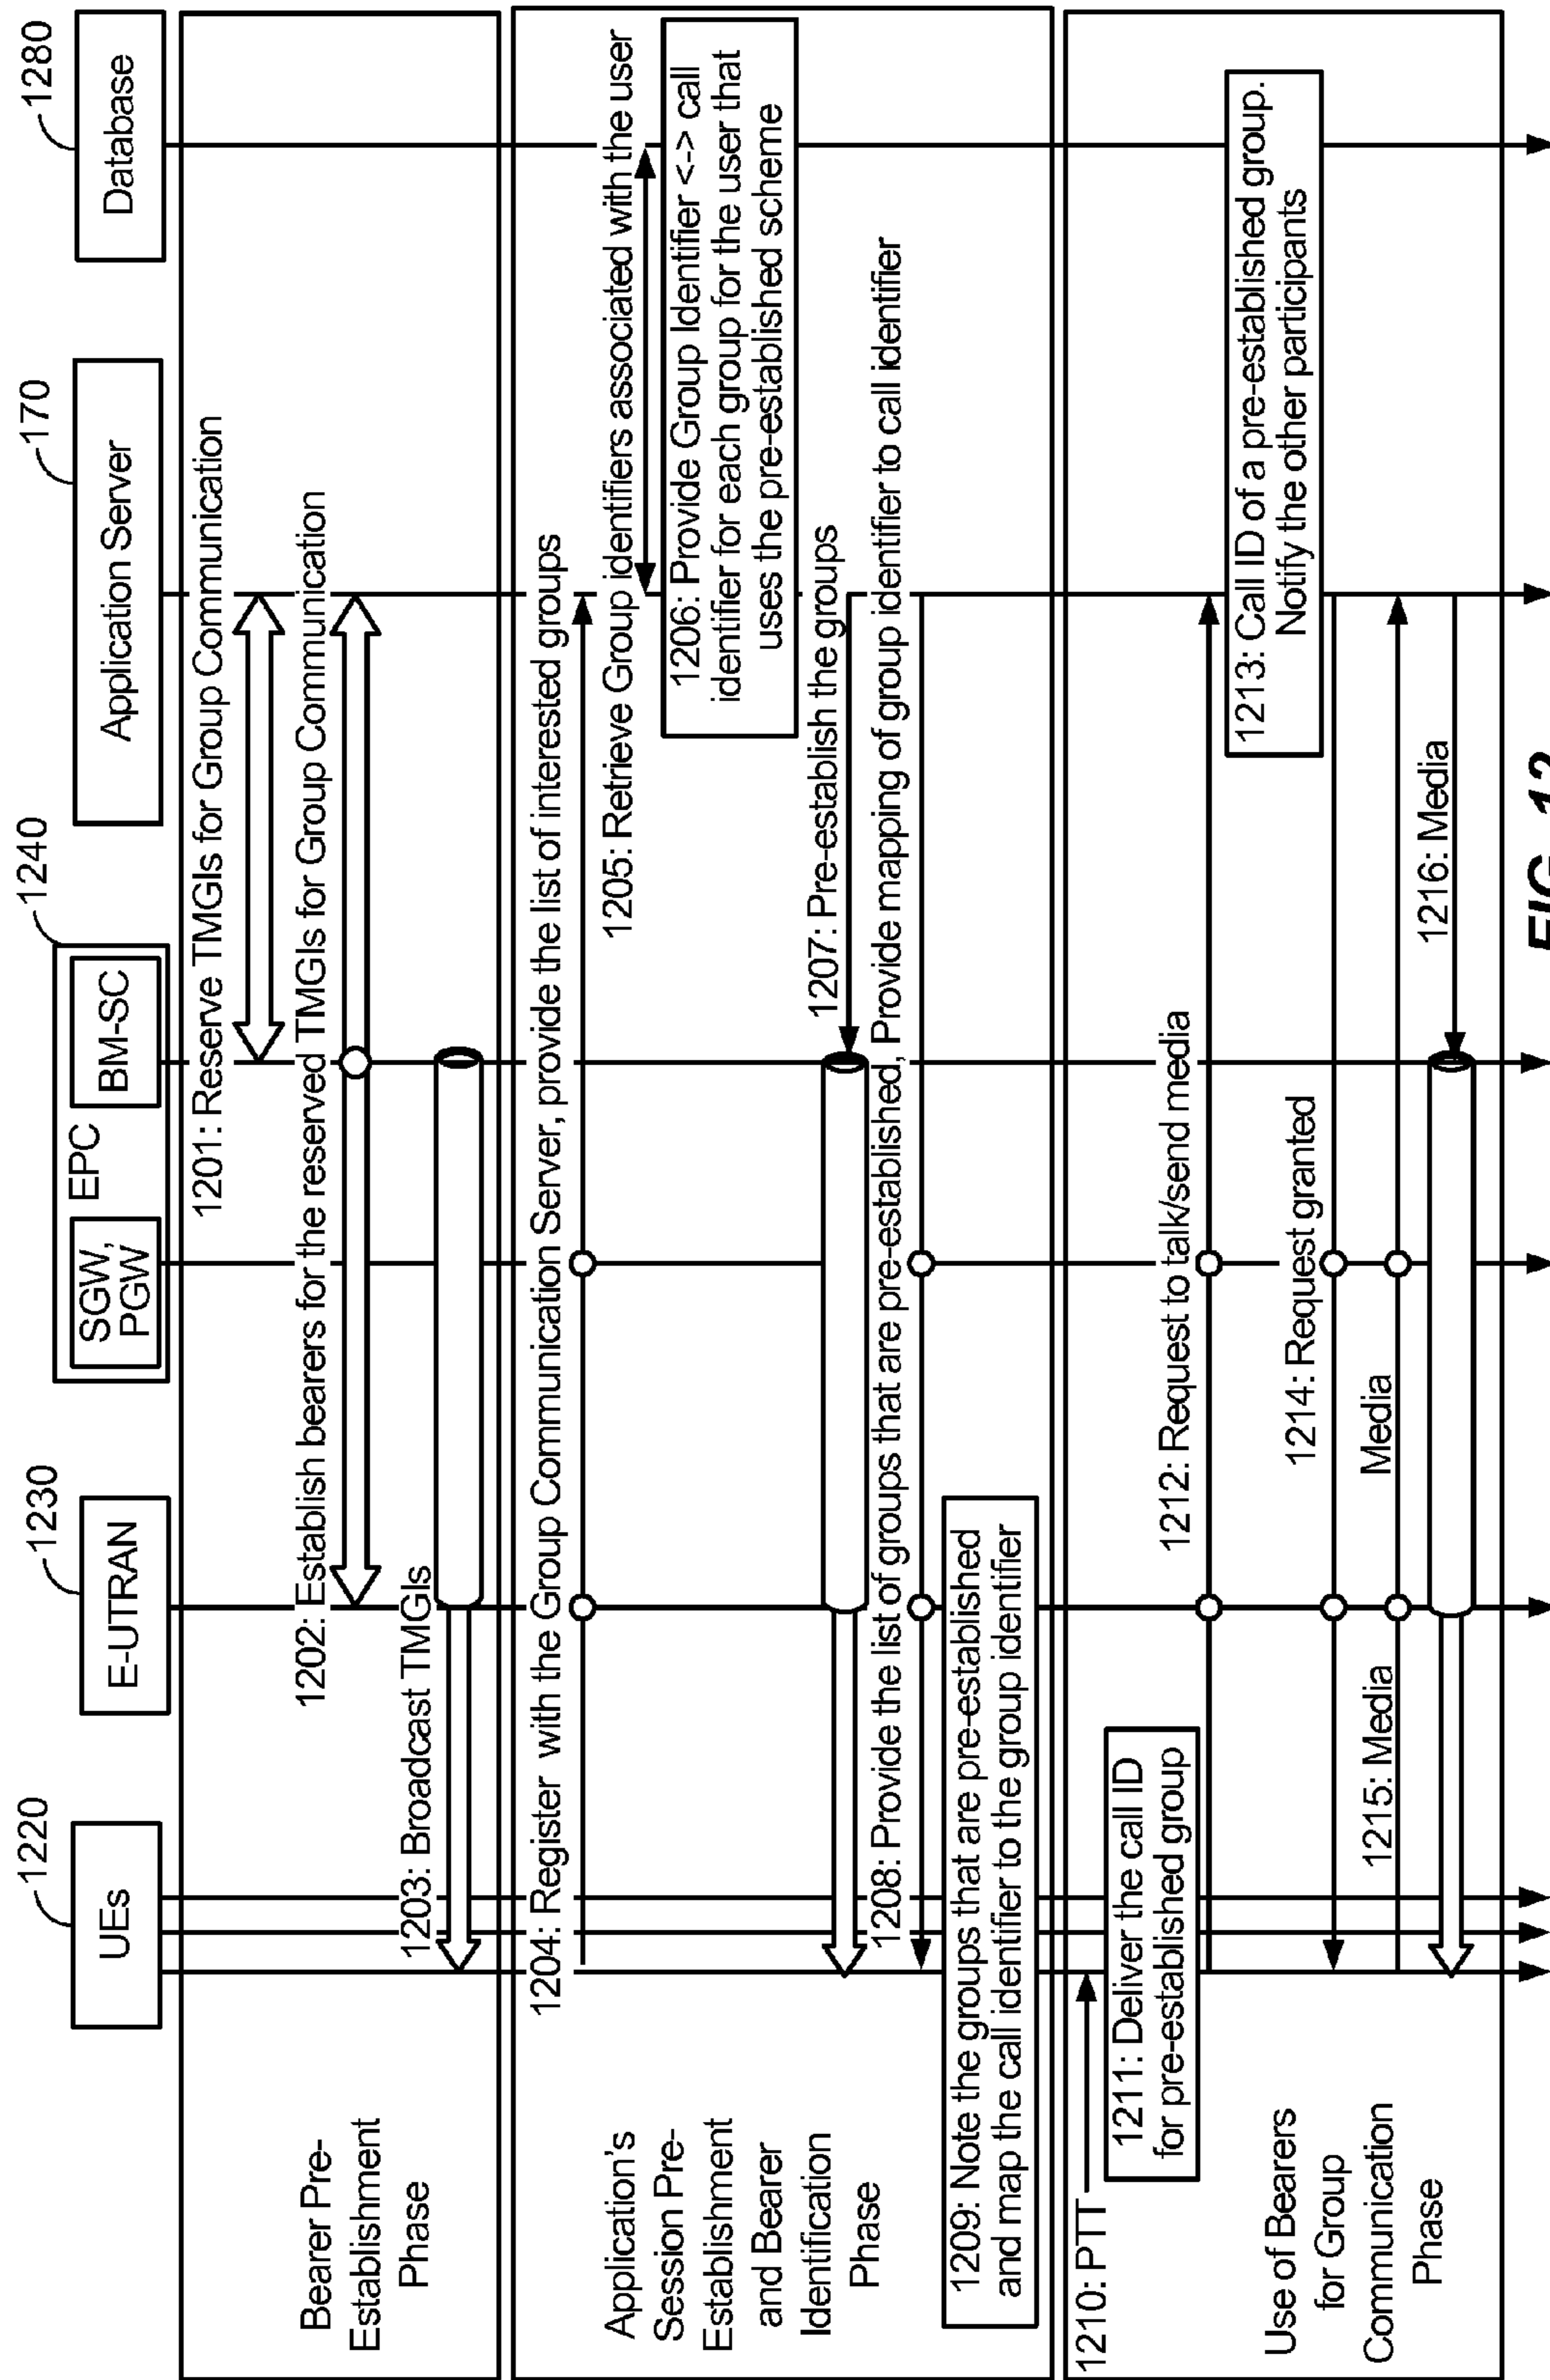 1220
UEs
1230
E-UTRAN
1240
SGW,
PGW
EPC
BM-SC
170
Application Server
1280
Database
Bearer Pre-
Establishment
Phase
1201: Reserve TMGIs for Group Communication
1202: Establish bearers for the reserved TMGIs for Group Communication
1203: Broadcast TMGIs
Application's
Session Pre-
Establishment
and Bearer
Identification
Phase
1204: Register with the Group Communication Server, provide the list of interested groups
1205: Retrieve Group identifiers associated with the user
1206: Provide Group Identifier <-> call
identifier for each group for the user that
uses the pre-established scheme
1207: Pre-establish the groups
1208: Provide the list of groups that are pre-established, Provide mapping of group identifier to call identifier
1209: Note the groups that are pre-established
and map the call identifier to the group identifier
Use of Bearers
for Group
Communication
Phase
1210: PTT
1211: Deliver the call ID
for pre-established group
1212: Request to talk/send media
1213: Call ID of a pre-established group.
Notify the other participants
1214: Request granted
1215: Media
Media
1216: Media
FIG. 12